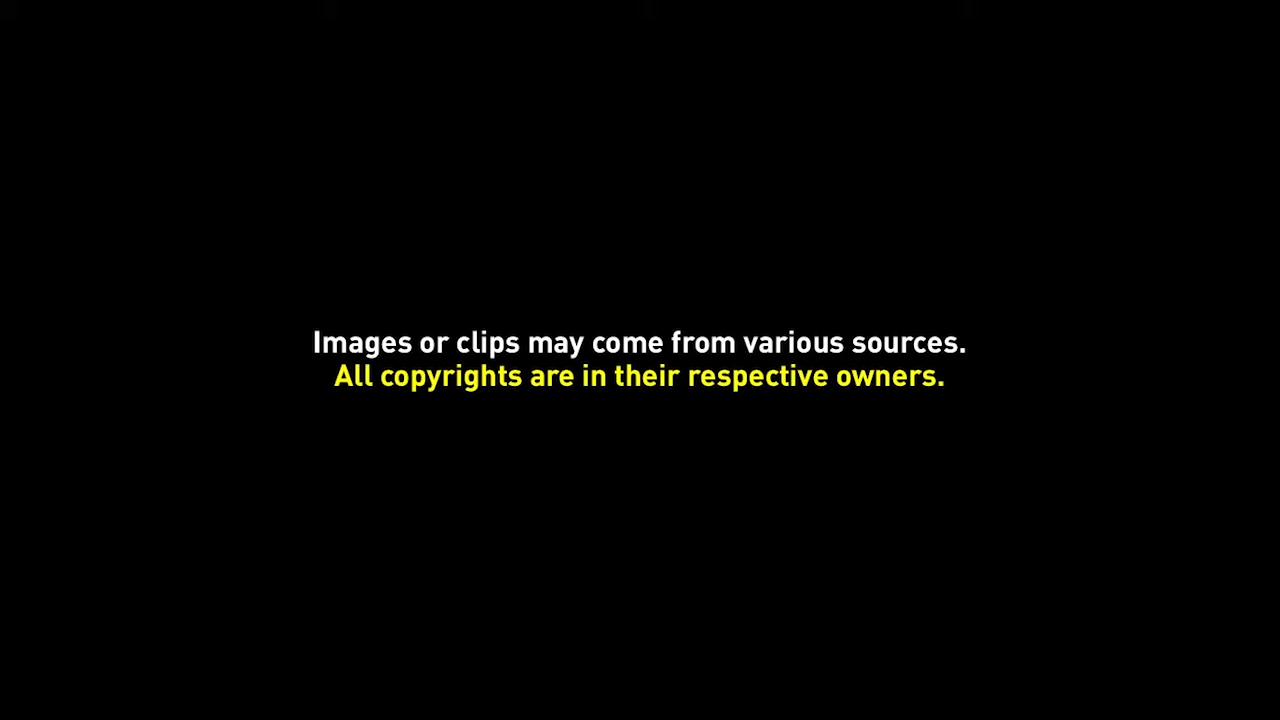 Images or clips may come from various sources.
All copyrights are in their respective owners.